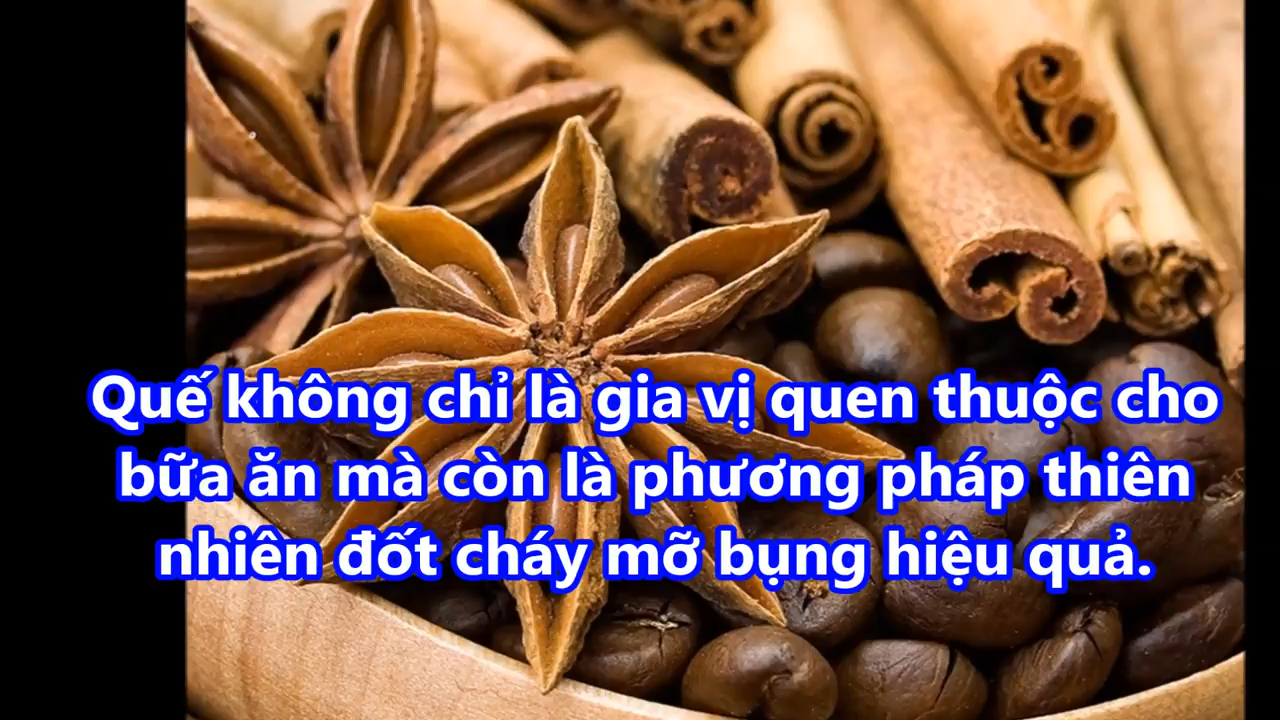 Quế không chỉ là gia vị quen thuộc cho
bữa ăn mà còn là phương pháp thiên
nhiên đốt cháy mỡ bụng hiệu quả.